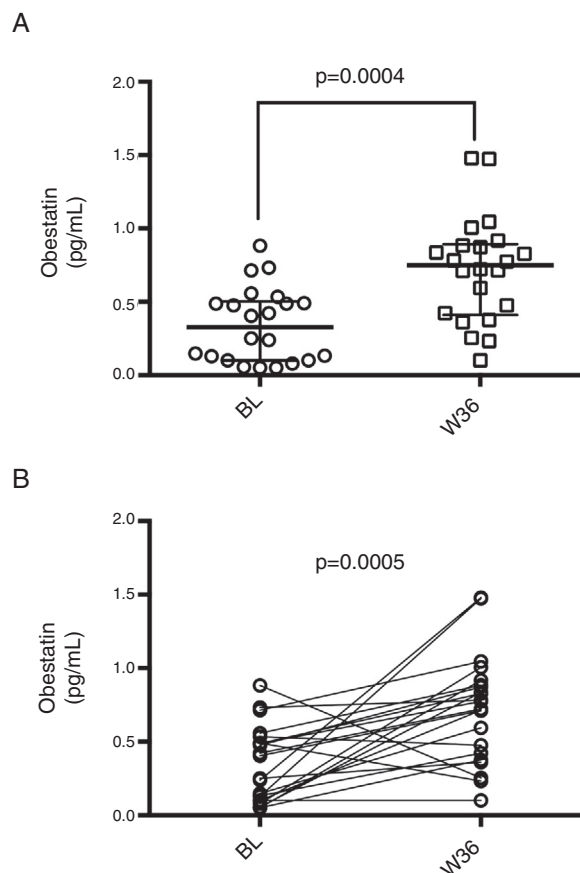 A
p=0.0004
2.0
1.5
1.0
0.5
0.0
Obestatin
(pg/mL)
BL
W36
B
p=0.0005
2.0
1.5
1.0
0.5
0.0
Obestatin
(pg/mL)
BL
W36